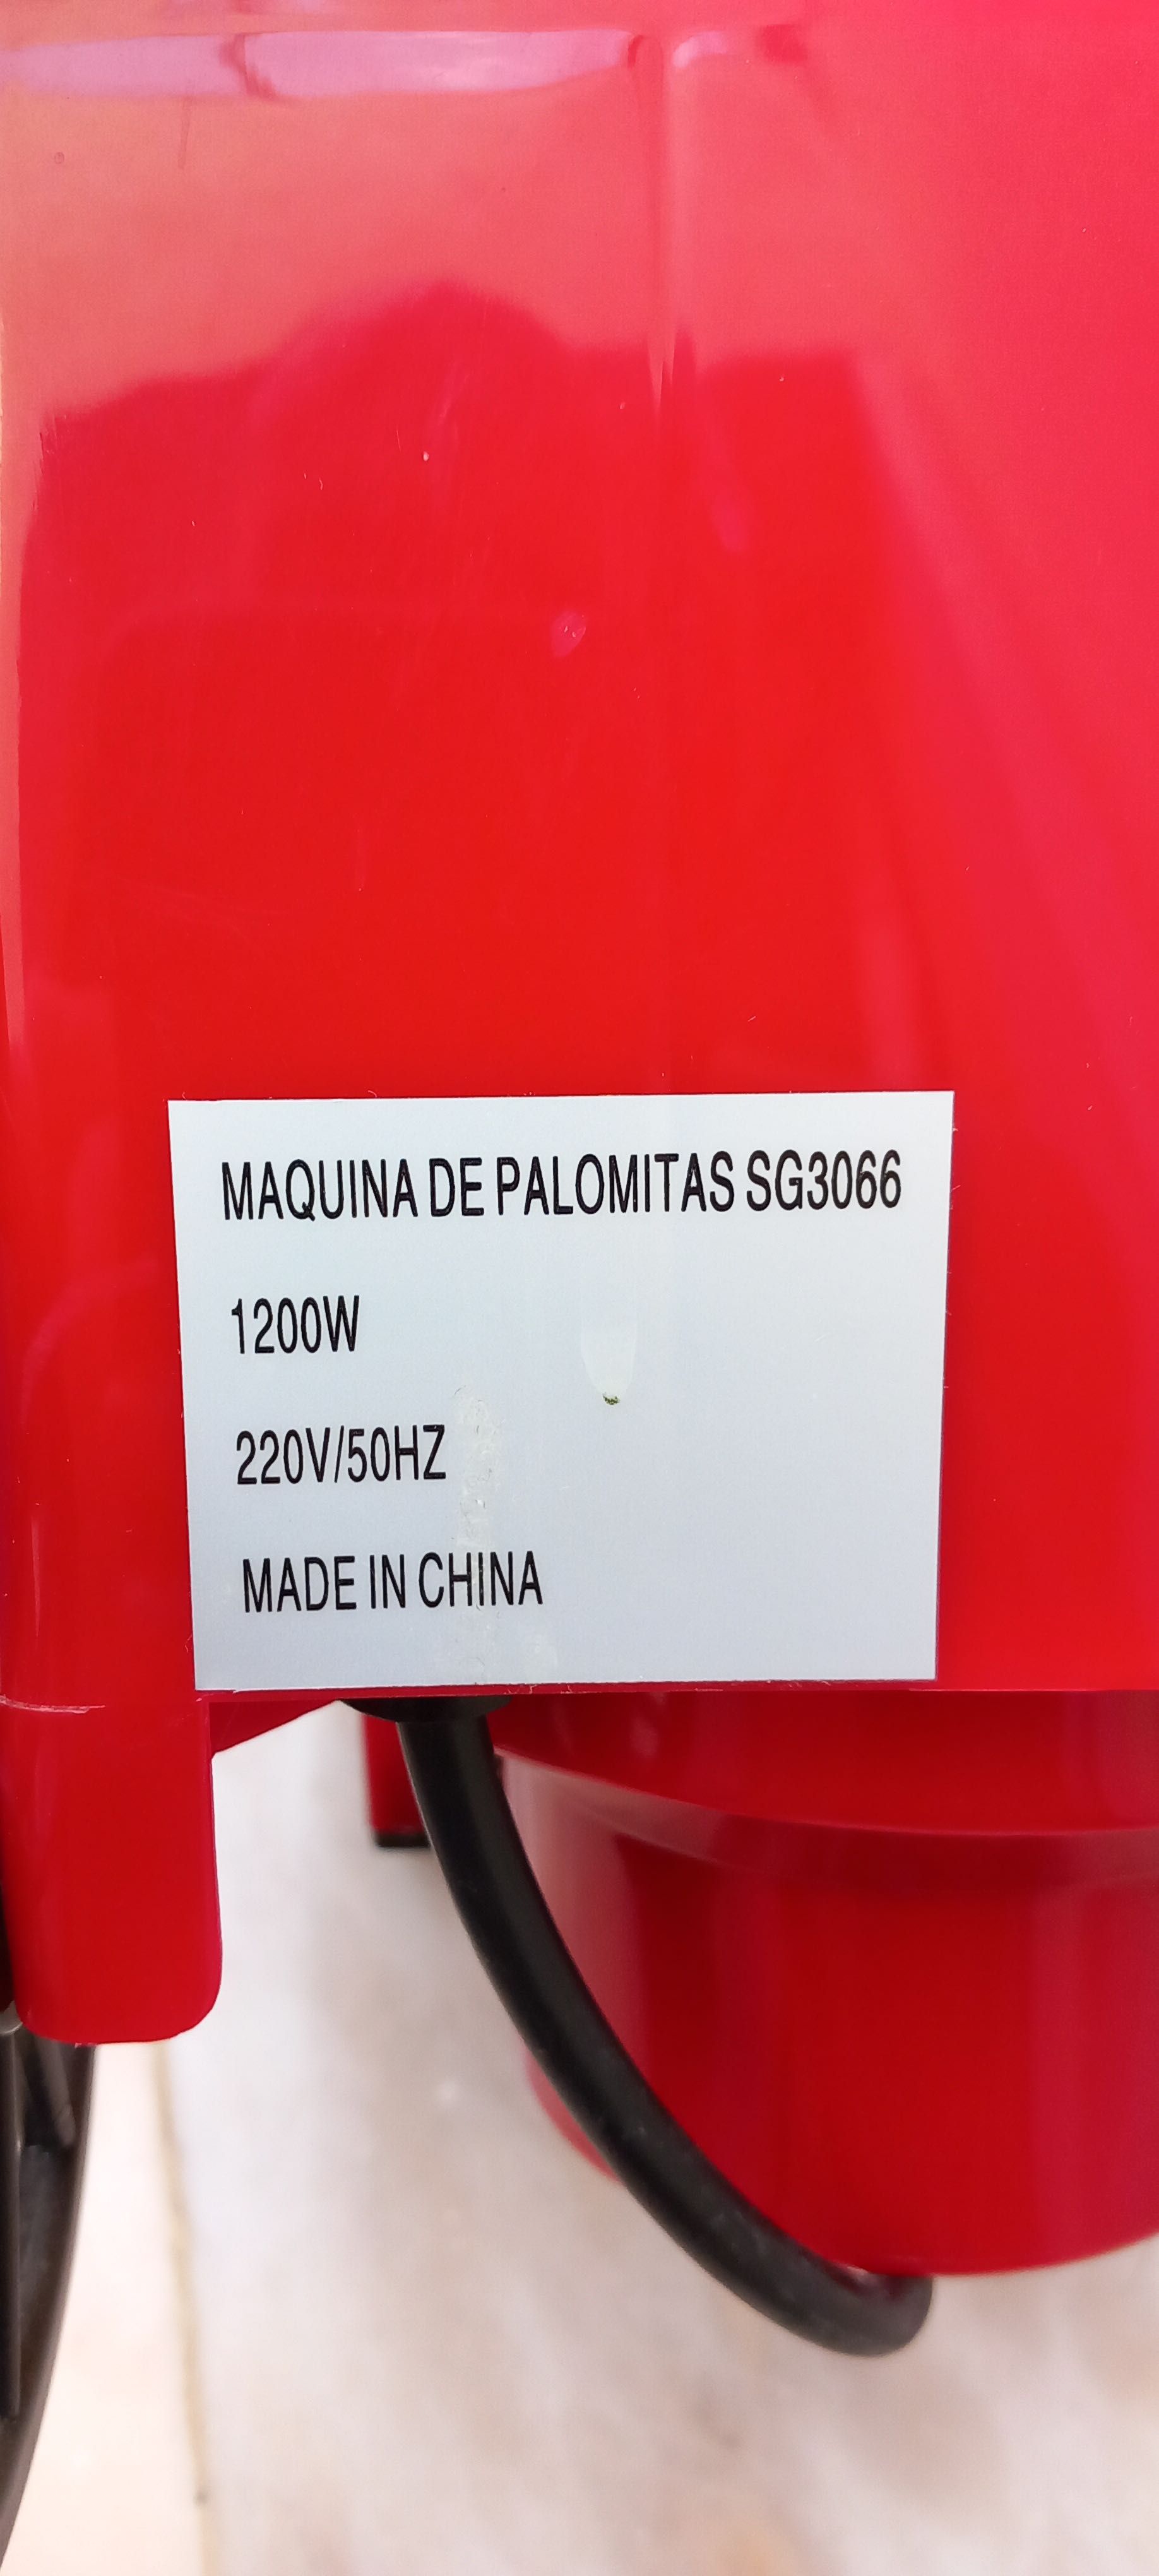 MAQUINA DE PALOMITAS SG3066
1200W
220V/50HZ
MADE IN CHINA